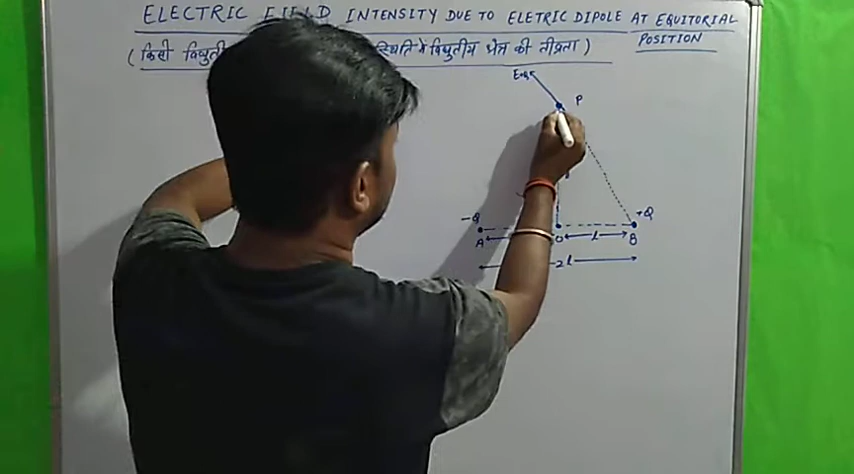 ELECTRIC FIELD INTENSITY DUE TO ELETRIC DIPOLE AT EQUITORIAL
POSITION
(किसी में विद्युतीय क्षेत्र की तीव्रता)
P
-Q
+Q
A
O
l
B
2l